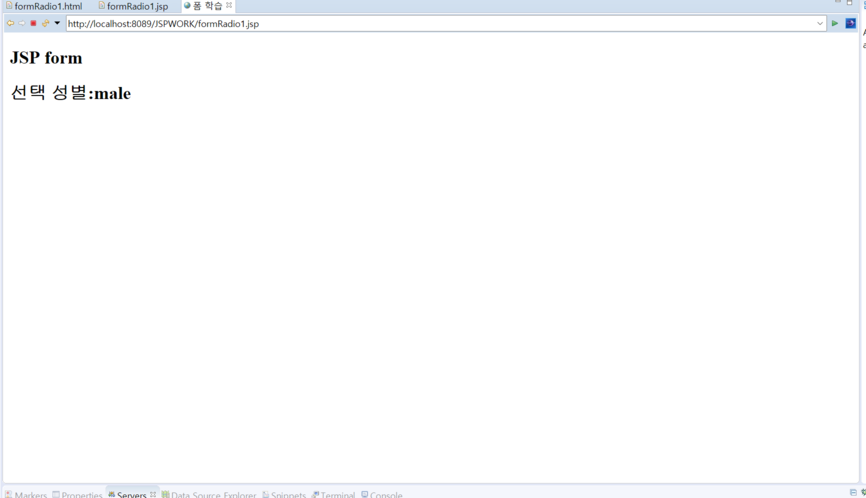 formRadio1.html formRadio1.jsp 폼 학습
http://localhost:8089/JSPWORK/formRadio1.jsp
JSP form
선택 성별:male
Markers Properties Servers Data Source Explorer Snippets Terminal Console